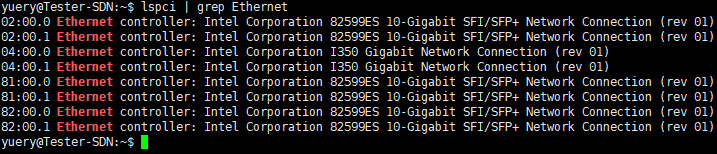 yuery@Tester-SDN:~$ lspci | grep Ethernet
02:00.0 Ethernet controller: Intel Corporation 82599ES 10-Gigabit SFI/SFP+ Network Connection (rev 01)
02:00.1 Ethernet controller: Intel Corporation 82599ES 10-Gigabit SFI/SFP+ Network Connection (rev 01)
04:00.0 Ethernet controller: Intel Corporation I350 Gigabit Network Connection (rev 01)
04:00.1 Ethernet controller: Intel Corporation I350 Gigabit Network Connection (rev 01)
81:00.0 Ethernet controller: Intel Corporation 82599ES 10-Gigabit SFI/SFP+ Network Connection (rev 01)
81:00.1 Ethernet controller: Intel Corporation 82599ES 10-Gigabit SFI/SFP+ Network Connection (rev 01)
82:00.0 Ethernet controller: Intel Corporation 82599ES 10-Gigabit SFI/SFP+ Network Connection (rev 01)
82:00.1 Ethernet controller: Intel Corporation 82599ES 10-Gigabit SFI/SFP+ Network Connection (rev 01)
yuery@Tester-SDN:~$